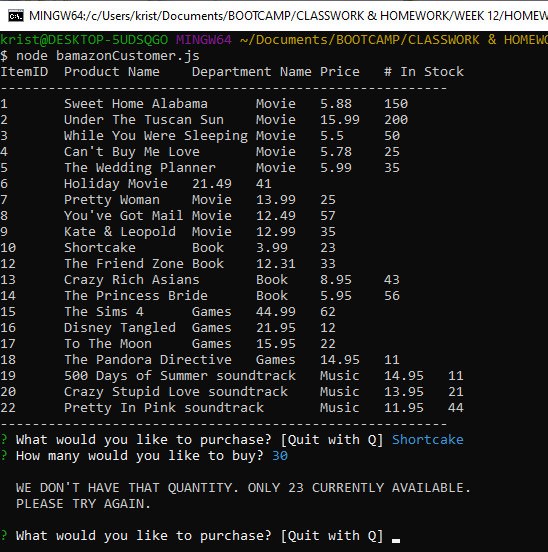 MINGW64:/c/Users/krist/Documents/BOOTCAMP/CLASSWORK & HOMEWORK/WEEK 12/HOMEW
krist@DESKTOP-5UDSQGO MINGW64 ~/Documents/BOOTCAMP/CLASSWORK & HOMEWO
$ node bamazonCustomer.js
ItemID  Product Name    Department Name Price   # In Stock
--------------------------------------------------------
1       Sweet Home Alabama      Movie   5.88    150
2       Under The Tuscan Sun    Movie   15.99   200
3       While You Were Sleeping Movie   5.5     50
4       Can't Buy Me Love       Movie   5.78    25
5       The Wedding Planner     Movie   5.99    35
6       Holiday Movie   21.49   41
7       Pretty Woman    Movie   13.99   25
8       You've Got Mail Movie   12.49   57
9       Kate & Leopold  Movie   12.99   35
10      Shortcake       Book    3.99    23
12      The Friend Zone Book    12.31   33
13      Crazy Rich Asians       Book    8.95    43
14      The Princess Bride      Book    5.95    56
15      The Sims 4      Games   44.99   62
16      Disney Tangled  Games   21.95   12
17      To The Moon     Games   15.95   22
18      The Pandora Directive   Games   14.95   11
19      500 Days of Summer soundtrack   Music   14.95   11
20      Crazy Stupid Love soundtrack    Music   13.95   21
22      Pretty In Pink soundtrack       Music   11.95   44
--------------------------------------------------------
? What would you like to purchase? [Quit with Q] Shortcake
? How many would you like to buy? 30
WE DON'T HAVE THAT QUANTITY. ONLY 23 CURRENTLY AVAILABLE.
PLEASE TRY AGAIN.
? What would you like to purchase? [Quit with Q]